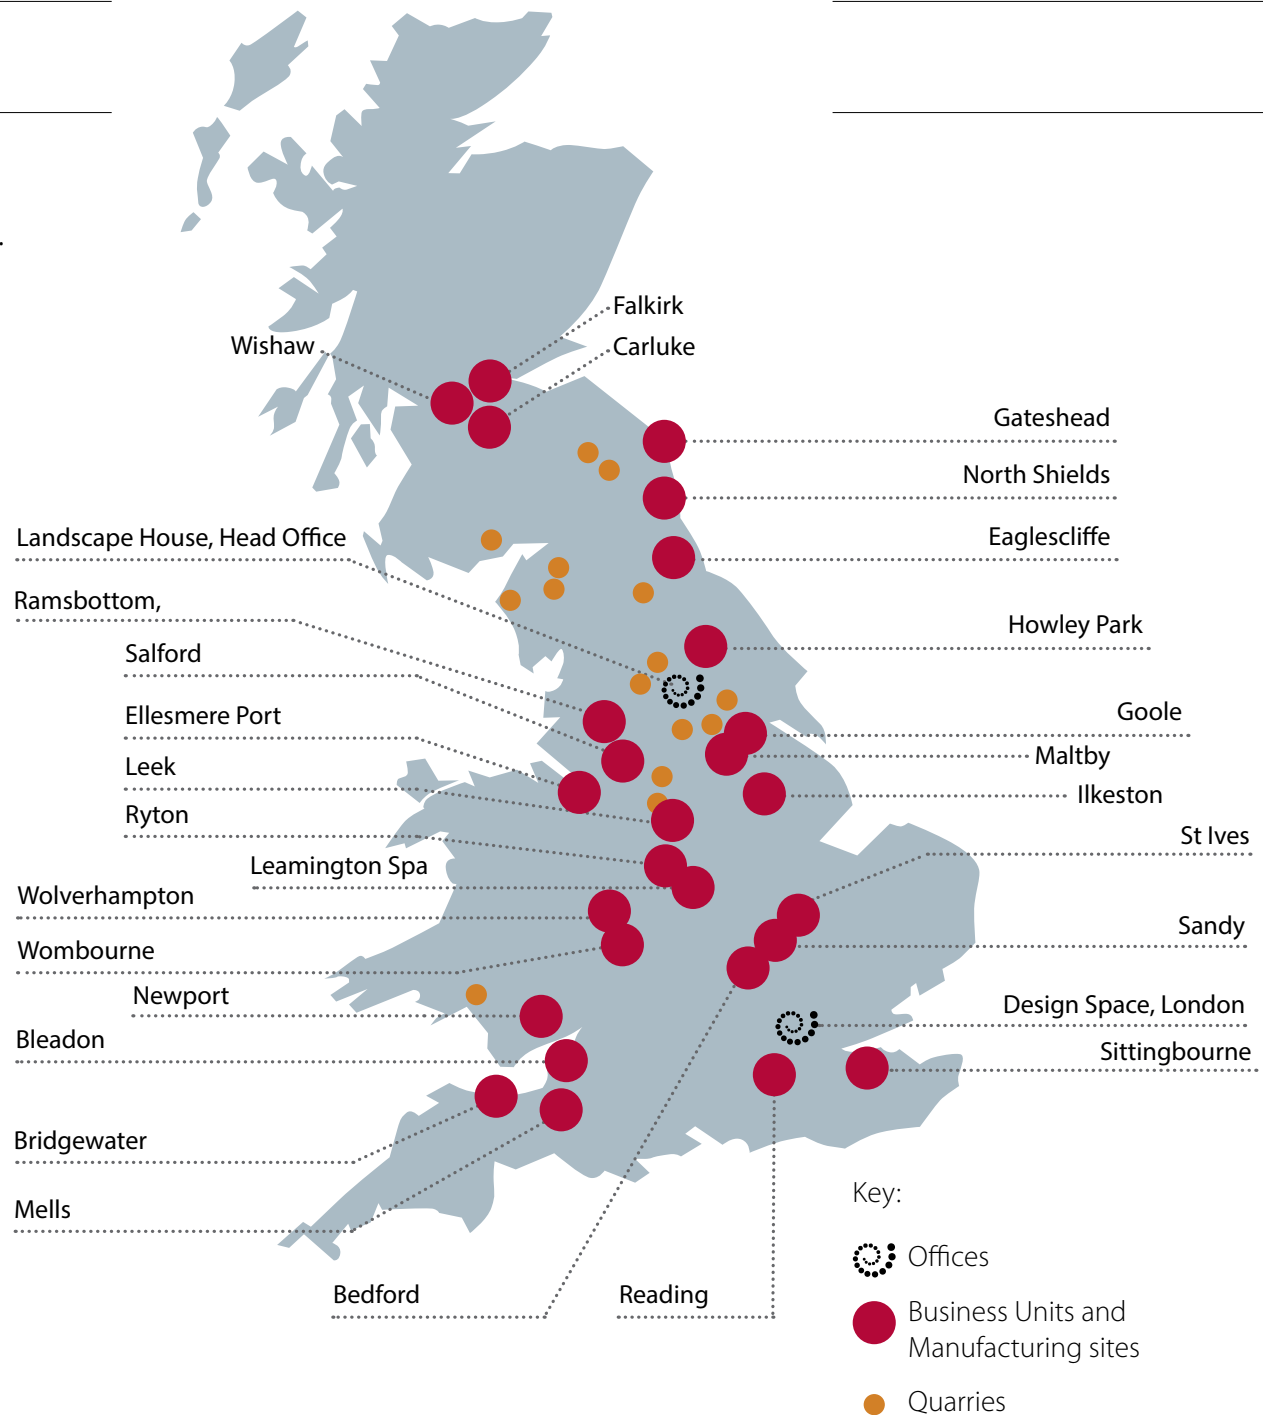 Falkirk
Wishaw
Carluke
Gateshead
North Shields
Landscape House, Head Office
Eaglescliffe
Ramsbottom,
Howley Park
Salford
Ellesmere Port
Goole
Maltby
Leek
Ilkeston
Ryton
St Ives
Leamington Spa
Wolverhampton
Sandy
Wombourne
Newport
Design Space, London
Bleadon
Sittingbourne
Bridgewater
Mells
Bedford
Reading
Key:
Offices
Business Units and
Manufacturing sites
Quarries